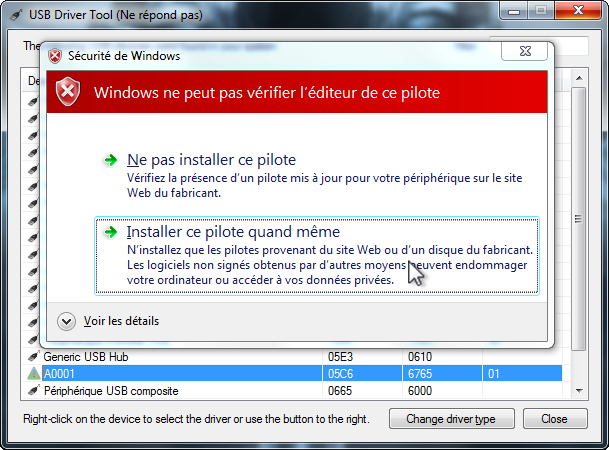 USB Driver Tool (Ne répond pas)
Sécurité de Windows
Windows ne peut pas vérifier l'éditeur de ce pilote
Ne pas installer ce pilote
Vérifiez la présence d'un pilote mis à jour pour votre périphérique sur le site
Web du fabricant.
Installer ce pilote quand même
N'installez que les pilotes provenant du site Web ou d'un disque du fabricant.
Les logiciels non signés obtenus par d'autres moyens peuvent endommager
votre ordinateur ou accéder à vos données privées.
Voir les détails
Generic USB Hub 05E3 0610
A0001 05C6 6765 01
Périphérique USB composite 0665 6000
Right-click on the device to select the driver or use the button to the right.
Change driver type
Close